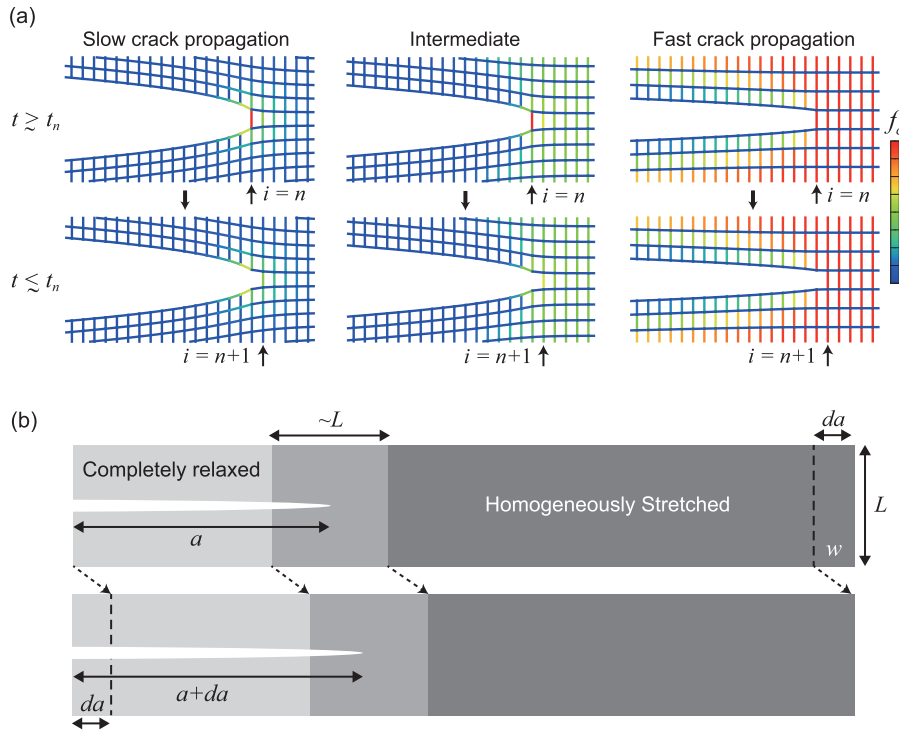 (a)
Slow crack propagation
Intermediate
Fast crack propagation
t ≳ tₙ
i = n
i = n
i = n
t ≲ tₙ
i = n+1
i = n+1
i = n+1
(b)
~L
da
Completely relaxed
Homogeneously Stretched
L
a
w
a+da
da